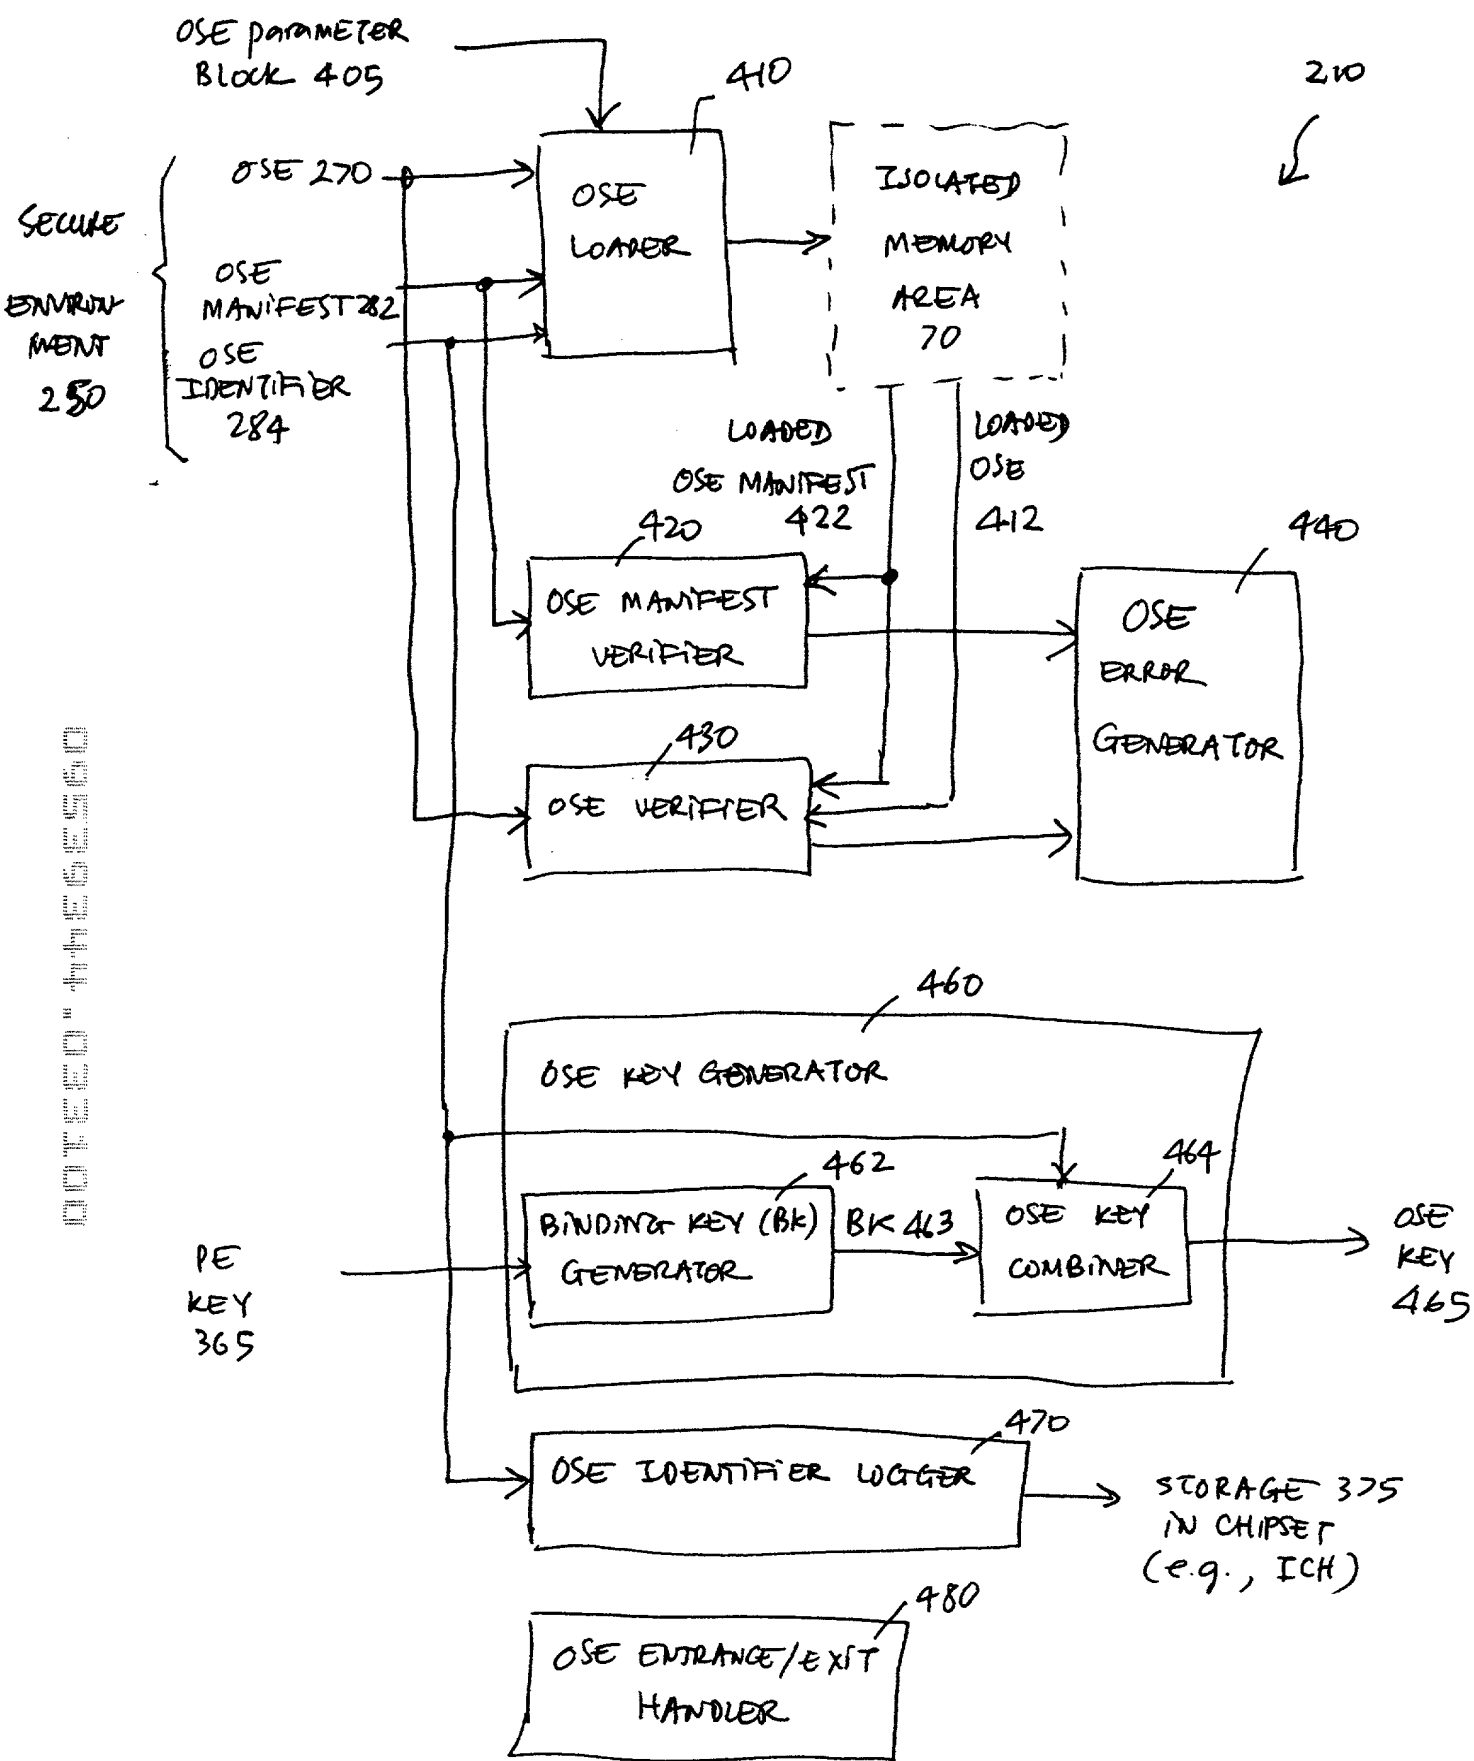 OSE parameter
Block 405
410
210
SECURE
ENVIRON-
MENT
250
OSE 270
OSE
MANIFEST 282
OSE
IDENTIFIER
284
OSE
LOADER
ISOLATED
MEMORY
AREA
70
LOADED
OSE MANIFEST
422
LOADED
OSE
412
420
OSE MANIFEST
VERIFIER
440
OSE
ERROR
GENERATOR
430
OSE VERIFIER
460
OSE KEY GENERATOR
462
BINDING KEY (BK)
GENERATOR
BK 463
464
OSE KEY
COMBINER
PE
KEY
365
OSE
KEY
465
470
OSE IDENTIFIER LOGGER
STORAGE 375
IN CHIPSET
(e.g., ICH)
480
OSE ENTRANCE/EXIT
HANDLER